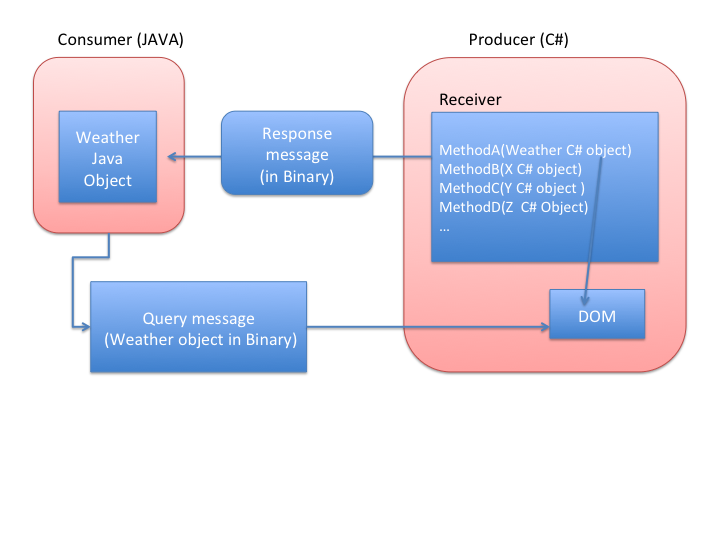 Consumer (JAVA)
Producer (C#)
Receiver
Weather
Java
Object
Response
message
(in Binary)
MethodA(Weather C# object)
MethodB(X C# object)
MethodC(Y C# object )
MethodD(Z  C# Object)
...
Query message
(Weather object in Binary)
DOM